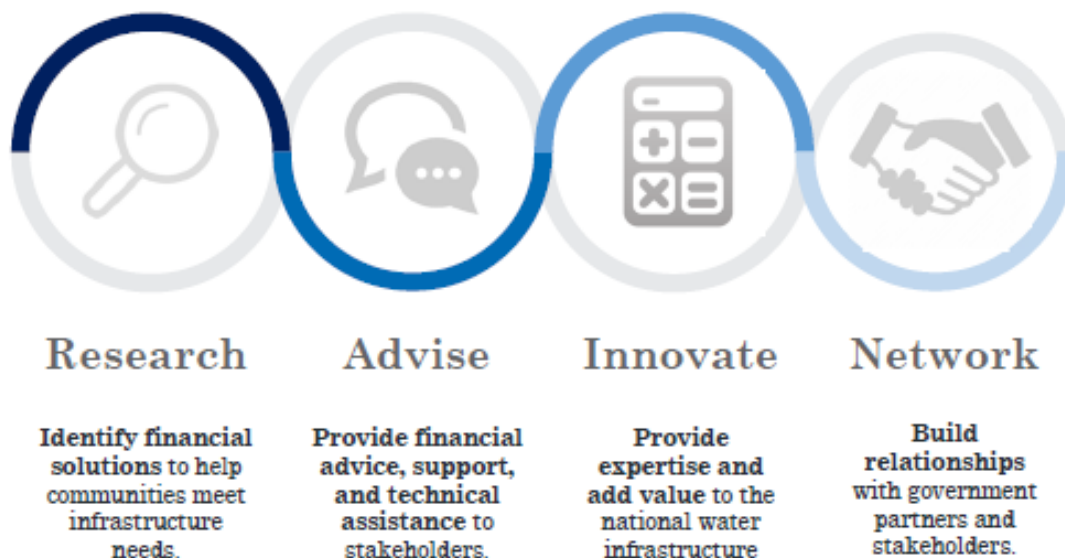 Research
Identify financial
solutions to help
communities meet
infrastructure
needs.
Advise
Provide financial
advice, support,
and technical
assistance to
stakeholders.
Innovate
Provide
expertise and
add value to the
national water
infrastructure
Network
Build
relationships
with government
partners and
stakeholders.